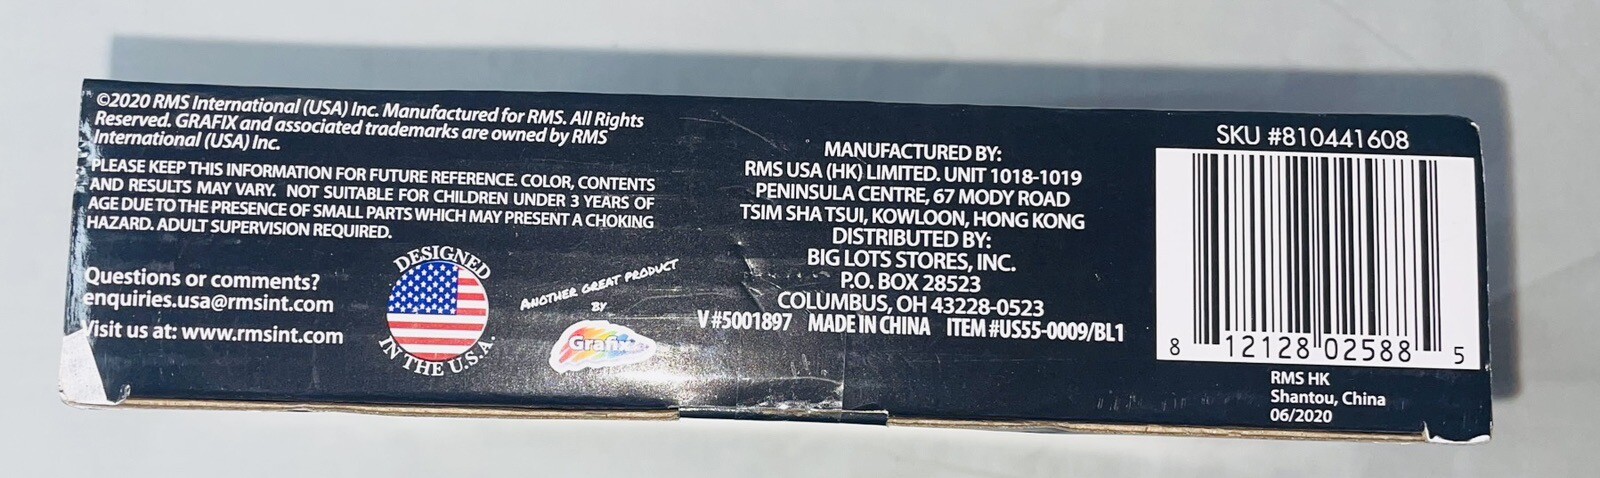 ©2020 RMS International (USA) Inc. Manufactured for RMS. All Rights
Reserved. GRAFIX and associated trademarks are owned by RMS
International (USA) Inc.
PLEASE KEEP THIS INFORMATION FOR FUTURE REFERENCE. COLOR, CONTENTS
AND RESULTS MAY VARY. NOT SUITABLE FOR CHILDREN UNDER 3 YEARS OF
AGE DUE TO THE PRESENCE OF SMALL PARTS WHICH MAY PRESENT A CHOKING
HAZARD. ADULT SUPERVISION REQUIRED.
Questions or comments?
enquiries.usa@rmsint.com
Visit us at: www.rmsint.com
DESIGNED
IN THE U.S.A.
ANOTHER GREAT PRODUCT
BY
Grafix
MANUFACTURED BY:
RMS USA (HK) LIMITED. UNIT 1018-1019
PENINSULA CENTRE, 67 MODY ROAD
TSIM SHA TSUI, KOWLOON, HONG KONG
DISTRIBUTED BY:
BIG LOTS STORES, INC.
P.O. BOX 28523
COLUMBUS, OH 43228-0523
V #5001897 MADE IN CHINA ITEM #US55-0009/BL1
SKU #810441608
8 12128 02588 5
RMS HK
Shantou, China
06/2020